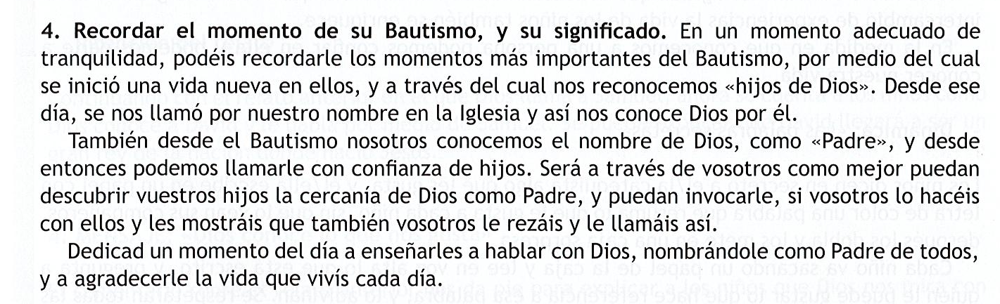 4. Recordar el momento de su Bautismo, y su significado. En un momento adecuado de
tranquilidad, podéis recordarle los momentos más importantes del Bautismo, por medio del cual
se inició una vida nueva en ellos, y a través del cual nos reconocemos «hijos de Dios». Desde ese
día, se nos llamó por nuestro nombre en la Iglesia y así nos conoce Dios por él.
También desde el Bautismo nosotros conocemos el nombre de Dios, como «Padre», y desde
entonces podemos llamarle con confianza de hijos. Será a través de vosotros como mejor puedan
descubrir vuestros hijos la cercanía de Dios como Padre, y puedan invocarle, si vosotros lo hacéis
con ellos y les mostráis que también vosotros le rezáis y le llamáis así.
Dedicad un momento del día a enseñarles a hablar con Dios, nombrándole como Padre de todos,
y a agradecerle la vida que vivís cada día.